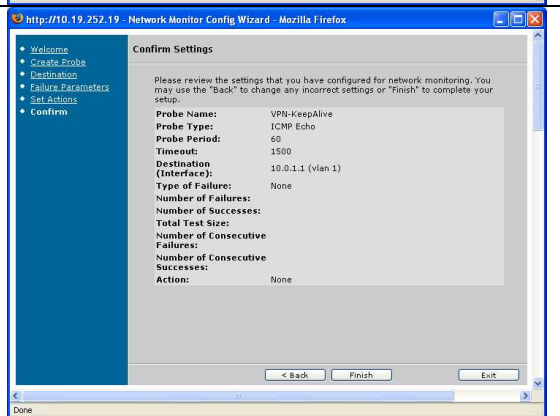 http://10.19.252.19 - Network Monitor Config Wizard - Mozilla Firefox
Welcome
Create Probe
Destination
Failure Parameters
Set Actions
Confirm
Confirm Settings
Please review the settings that you have configured for network monitoring. You
may use the "Back" to change any incorrect settings or "Finish" to complete your
setup.
Probe Name: VPN-KeepAlive
Probe Type: ICMP Echo
Probe Period: 60
Timeout: 1500
Destination
(Interface): 10.0.1.1 (vlan 1)
Type of Failure: None
Number of Failures:
Number of Successes:
Total Test Size:
Number of Consecutive
Failures:
Number of Consecutive
Successes:
Action: None
< Back Finish Exit
Done